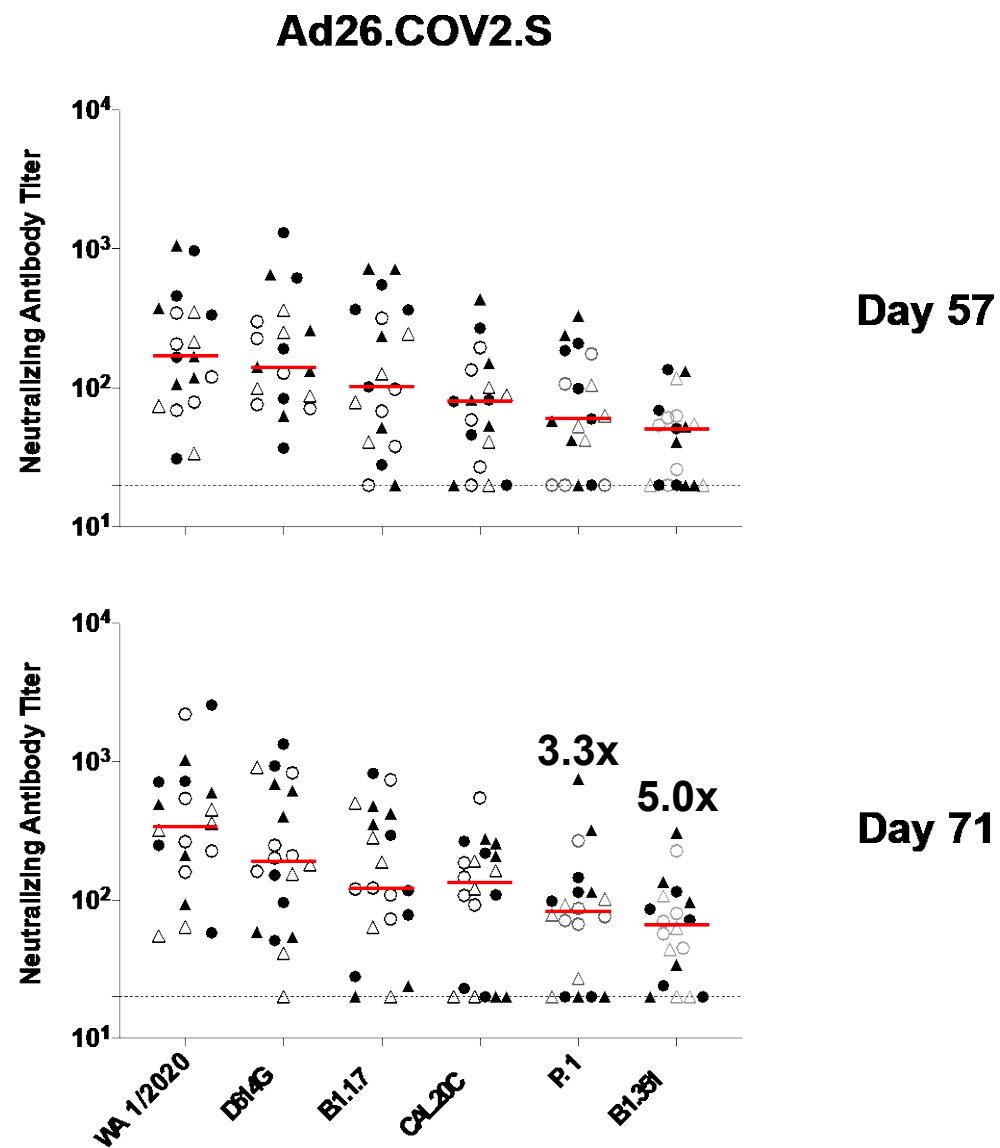 Ad26.COV2.S
Neutralizing Antibody Titer
10⁴
10³
10²
10¹
Day 57
Neutralizing Antibody Titer
10⁴
10³
10²
10¹
3.3x
5.0x
Day 71
WA 1/2020
D614G
B1.1.7
CAL.20C
P.1
B1.351